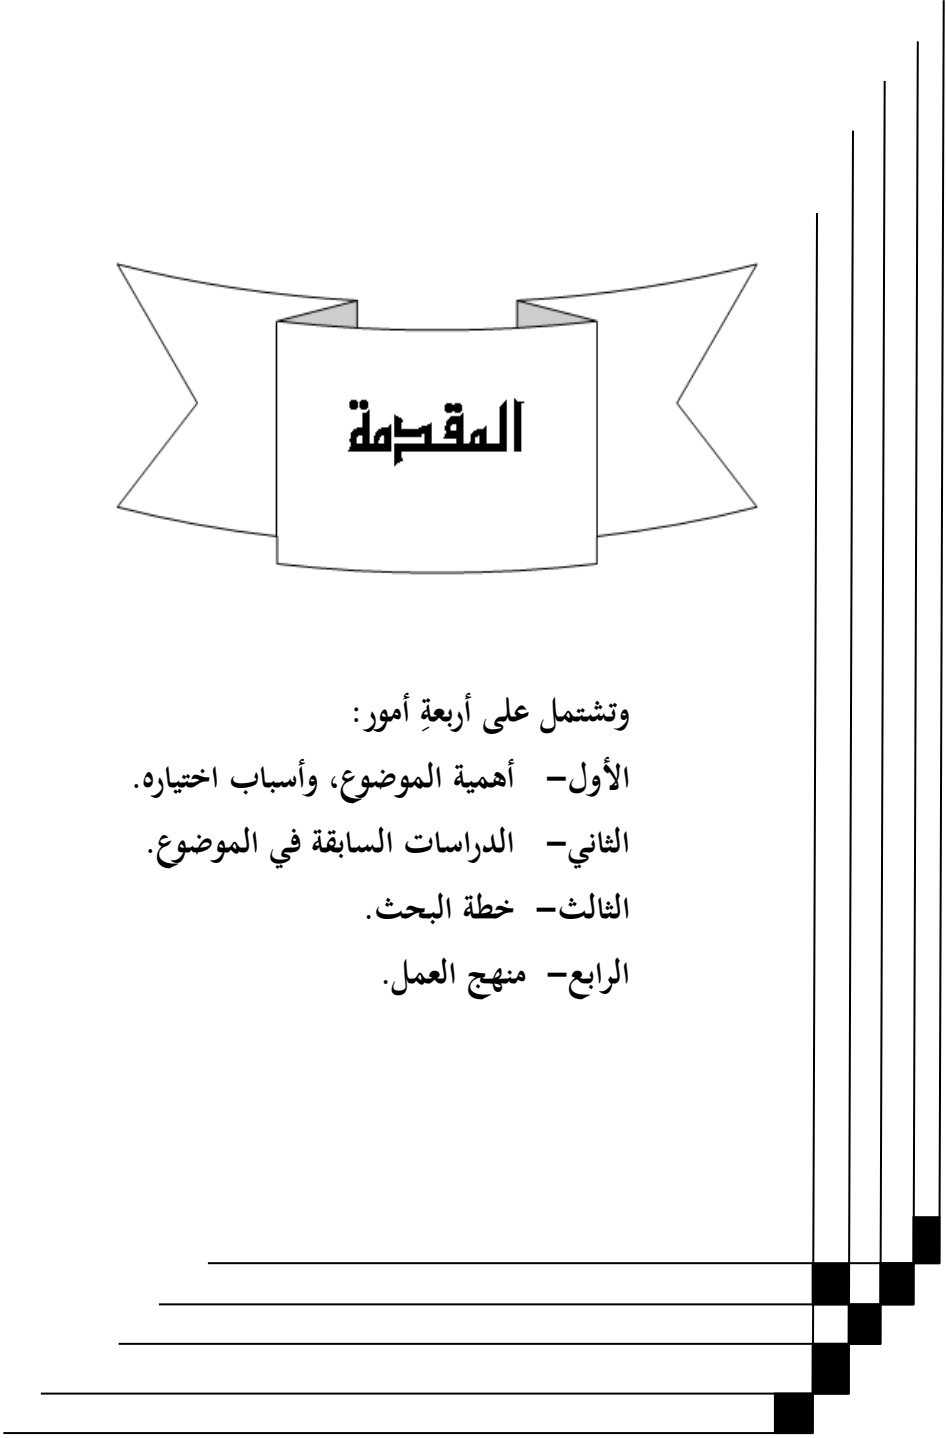 المقدمة
وتشتمل على أربعةِ أمور:
الأول– أهمية الموضوع، وأسباب اختياره.
الثاني– الدراسات السابقة في الموضوع.
الثالث– خطة البحث.
الرابع– منهج العمل.